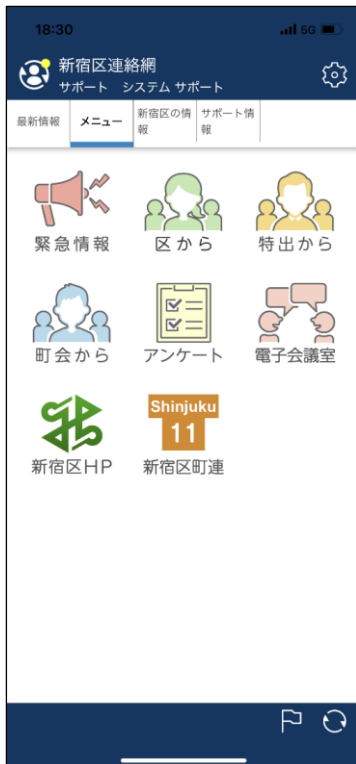 18:30
5G
新宿区連絡網
サポート システム サポート
最新情報
メニュー
新宿区の情
報
サポート情
報
緊急情報
区から
特出から
町会から
アンケート
電子会議室
新宿区HP
Shinjuku
11
新宿区町連